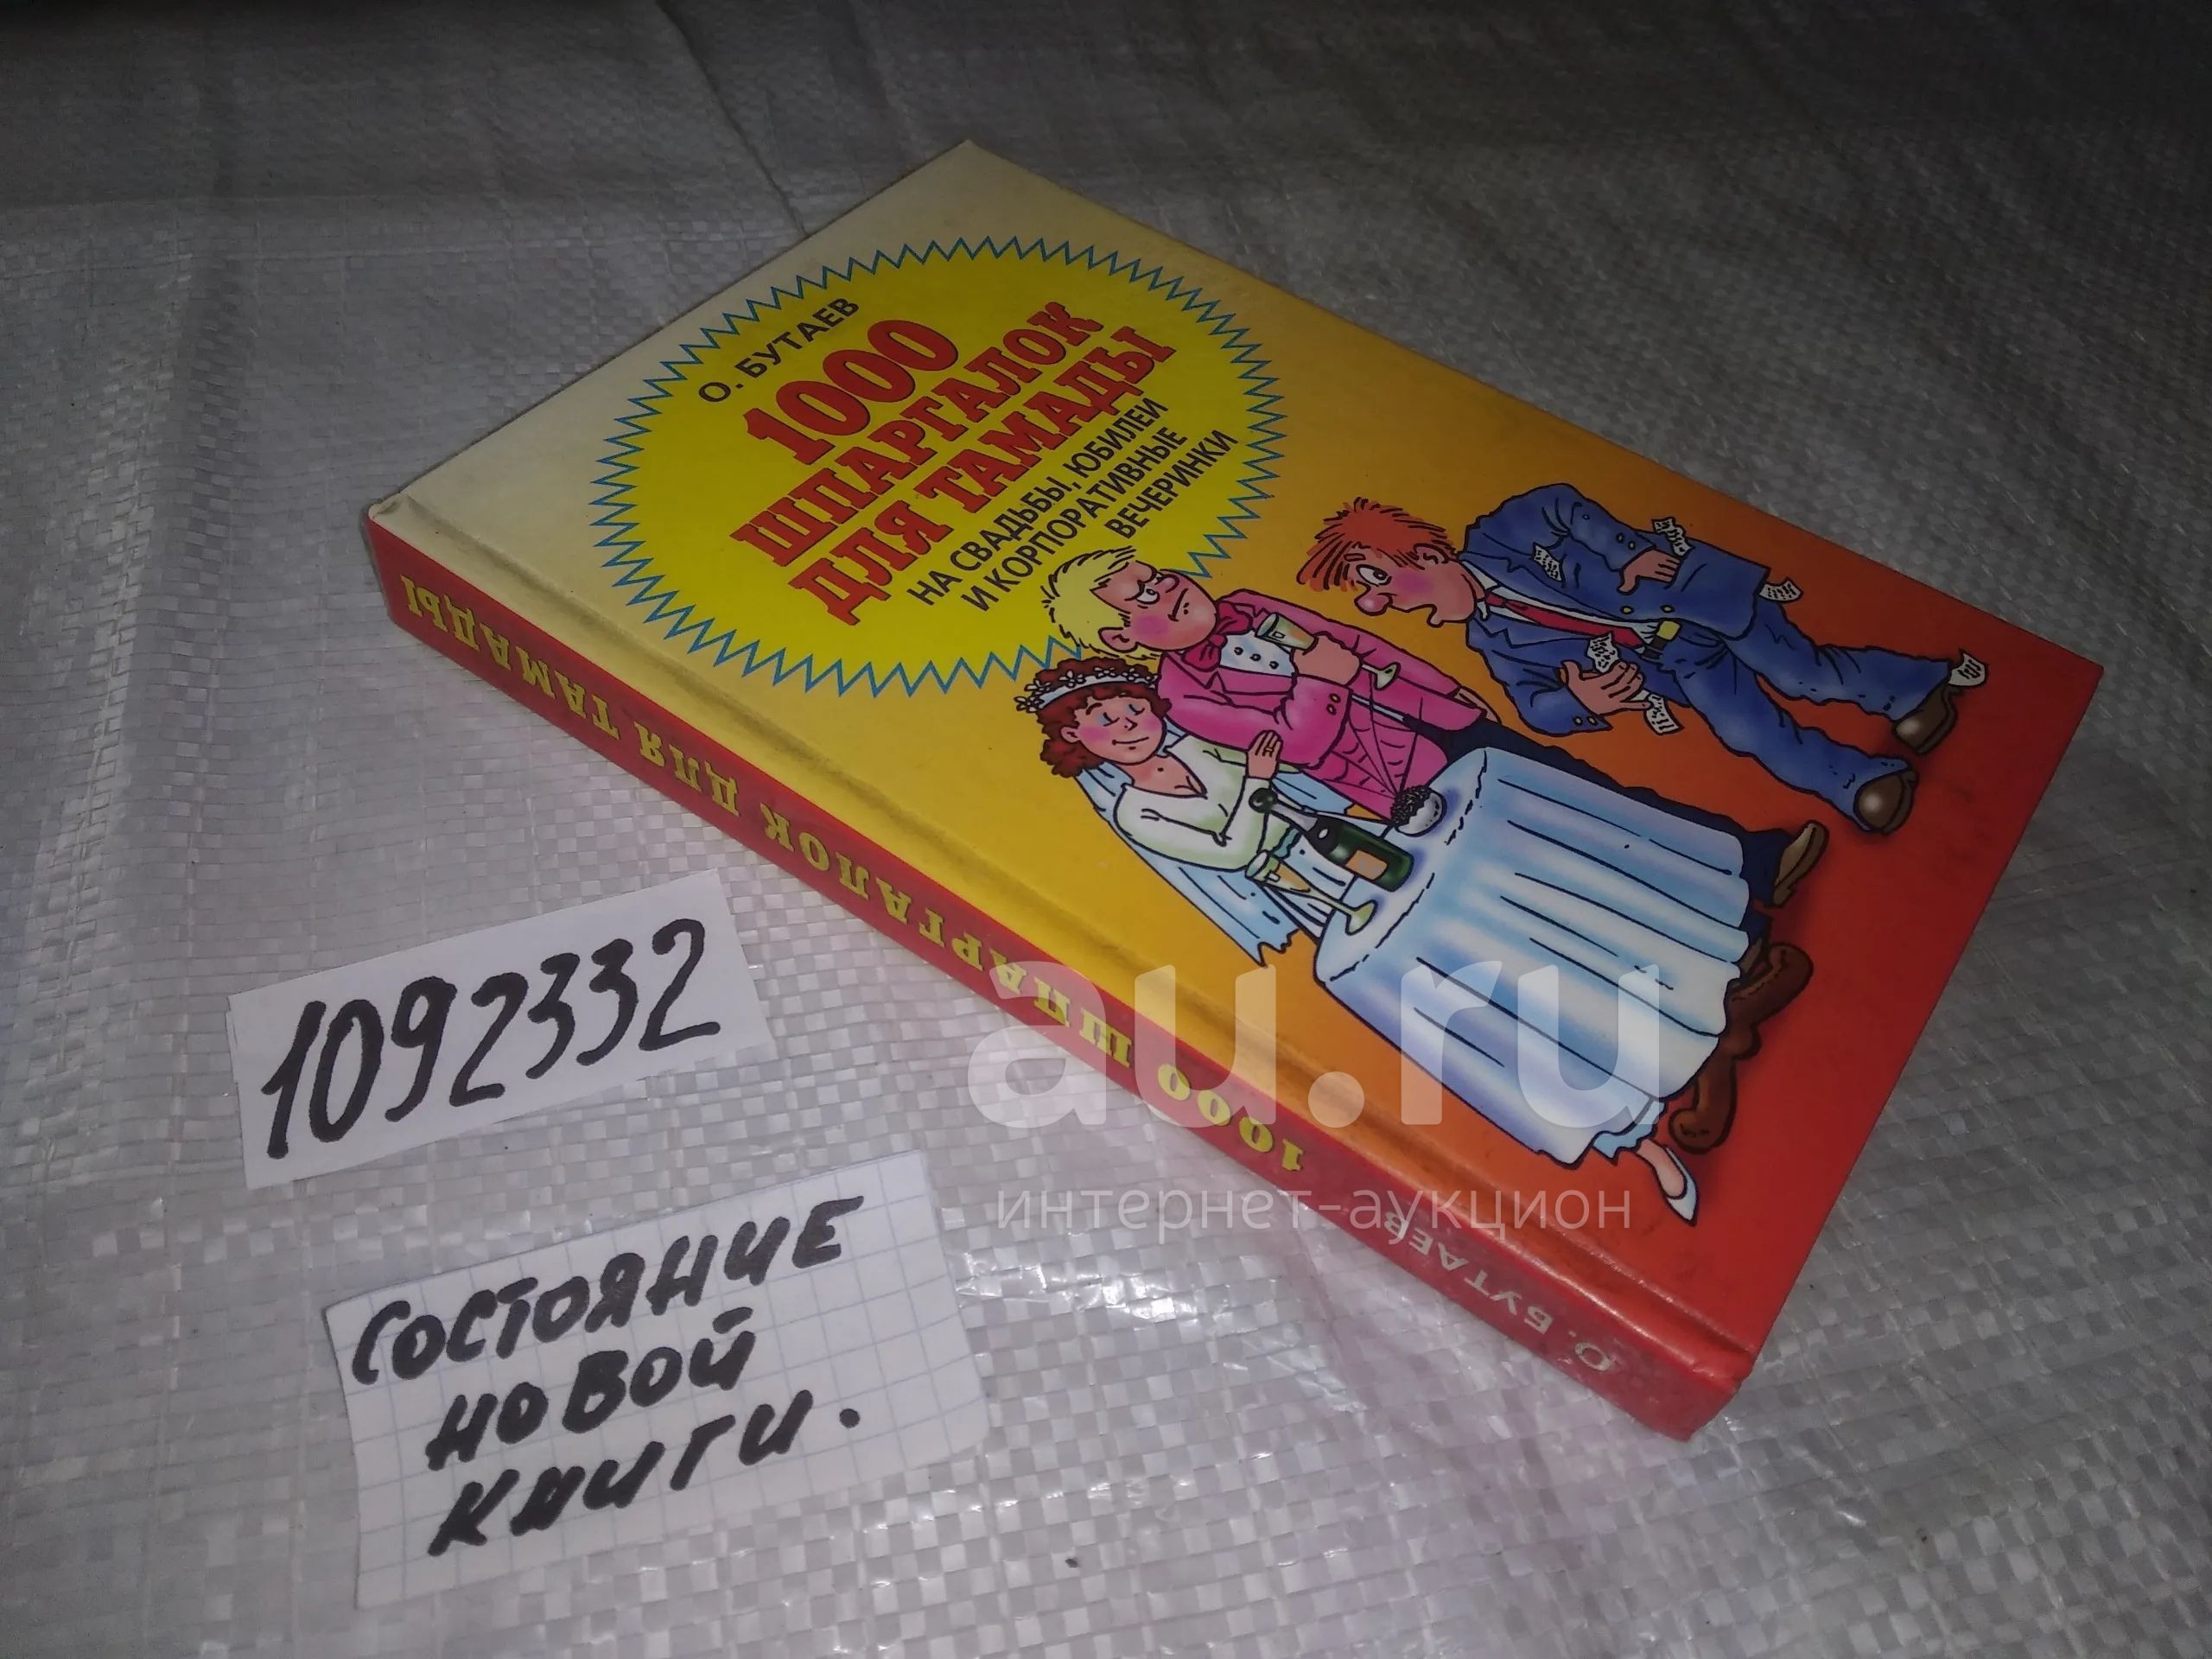 О. БУТАЕВ
1000
ШПАРГАЛОК
ДЛЯ ТАМАДЫ
НА СВАДЬБЫ, ЮБИЛЕИ
И КОРПОРАТИВНЫЕ
ВЕЧЕРИНКИ
О. БУТАЕВ 1000 ШПАРГАЛОК ДЛЯ ТАМАДЫ
1092332
СОСТОЯНИЕ
НОВОЙ
КНИГИ.
au.ru
интернет-аукцион